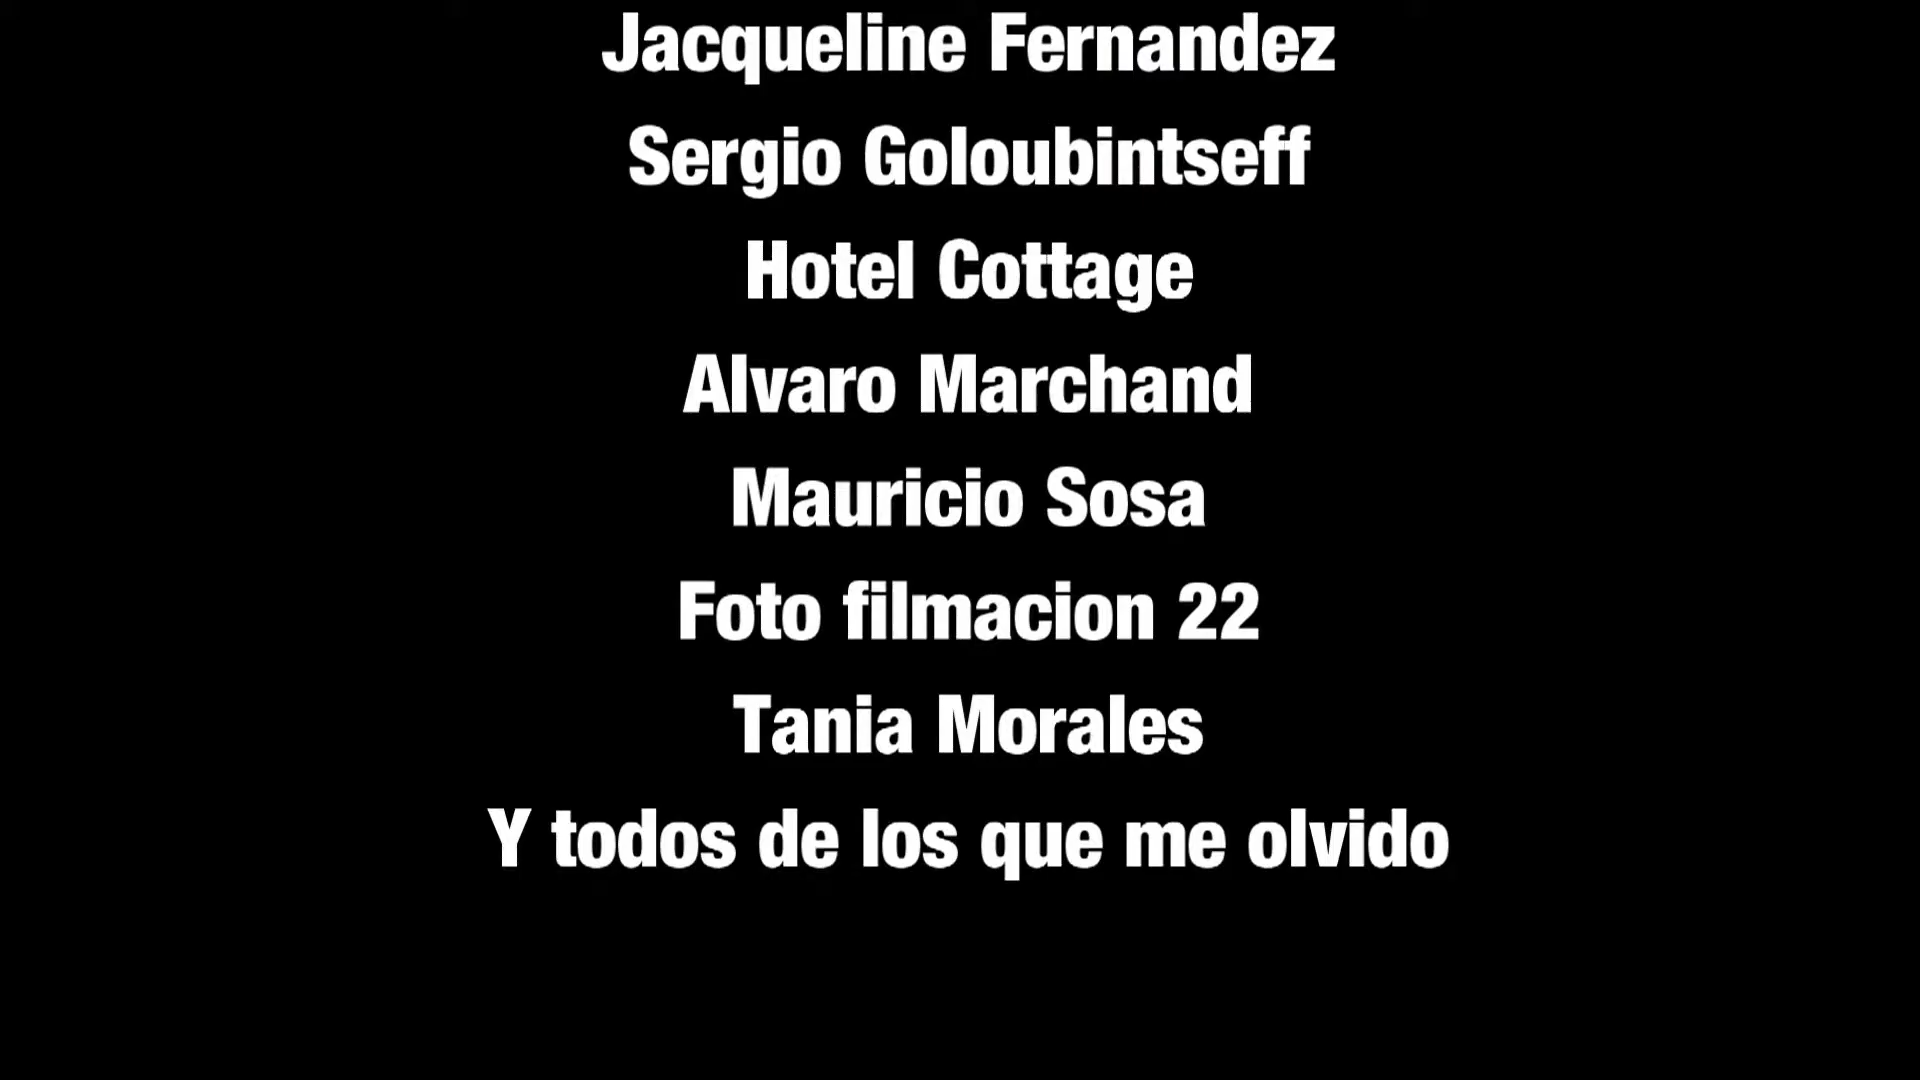 Jacqueline Fernandez
Sergio Goloubintseff
Hotel Cottage
Alvaro Marchand
Mauricio Sosa
Foto filmacion 22
Tania Morales
Y todos de los que me olvido